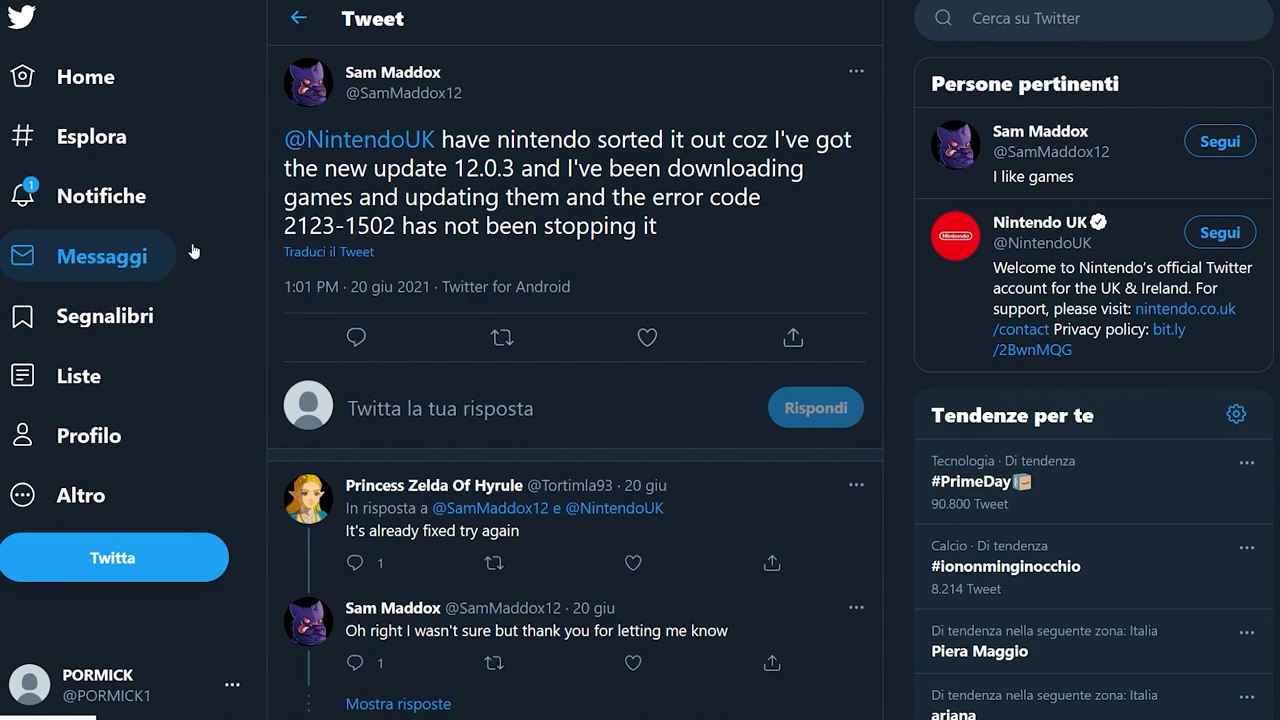 Home
Esplora
1
Notifiche
Messaggi
Segnalibri
Liste
Profilo
Altro
Twitta
PORMICK
@PORMICK1
Tweet
Sam Maddox
@SamMaddox12
@NintendoUK have nintendo sorted it out coz I've got
the new update 12.0.3 and I've been downloading
games and updating them and the error code
2123-1502 has not been stopping it
Traduci il Tweet
1:01 PM · 20 giu 2021 · Twitter for Android
Twitta la tua risposta
Rispondi
Princess Zelda Of Hyrule @Tortimla93 · 20 giu
In risposta a @SamMaddox12 e @NintendoUK
It's already fixed try again
1
Sam Maddox @SamMaddox12 · 20 giu
Oh right I wasn't sure but thank you for letting me know
1
Mostra risposte
Cerca su Twitter
Persone pertinenti
Sam Maddox
@SamMaddox12
Segui
I like games
Nintendo
Nintendo UK
@NintendoUK
Segui
Welcome to Nintendo’s official Twitter
account for the UK & Ireland. For
support, please visit: nintendo.co.uk
/contact Privacy policy: bit.ly
/2BwnMQG
Tendenze per te
Tecnologia · Di tendenza
#PrimeDay
90.800 Tweet
Calcio · Di tendenza
#iononminginocchio
8.214 Tweet
Di tendenza nella seguente zona: Italia
Piera Maggio
Di tendenza nella seguente zona: Italia
ariana